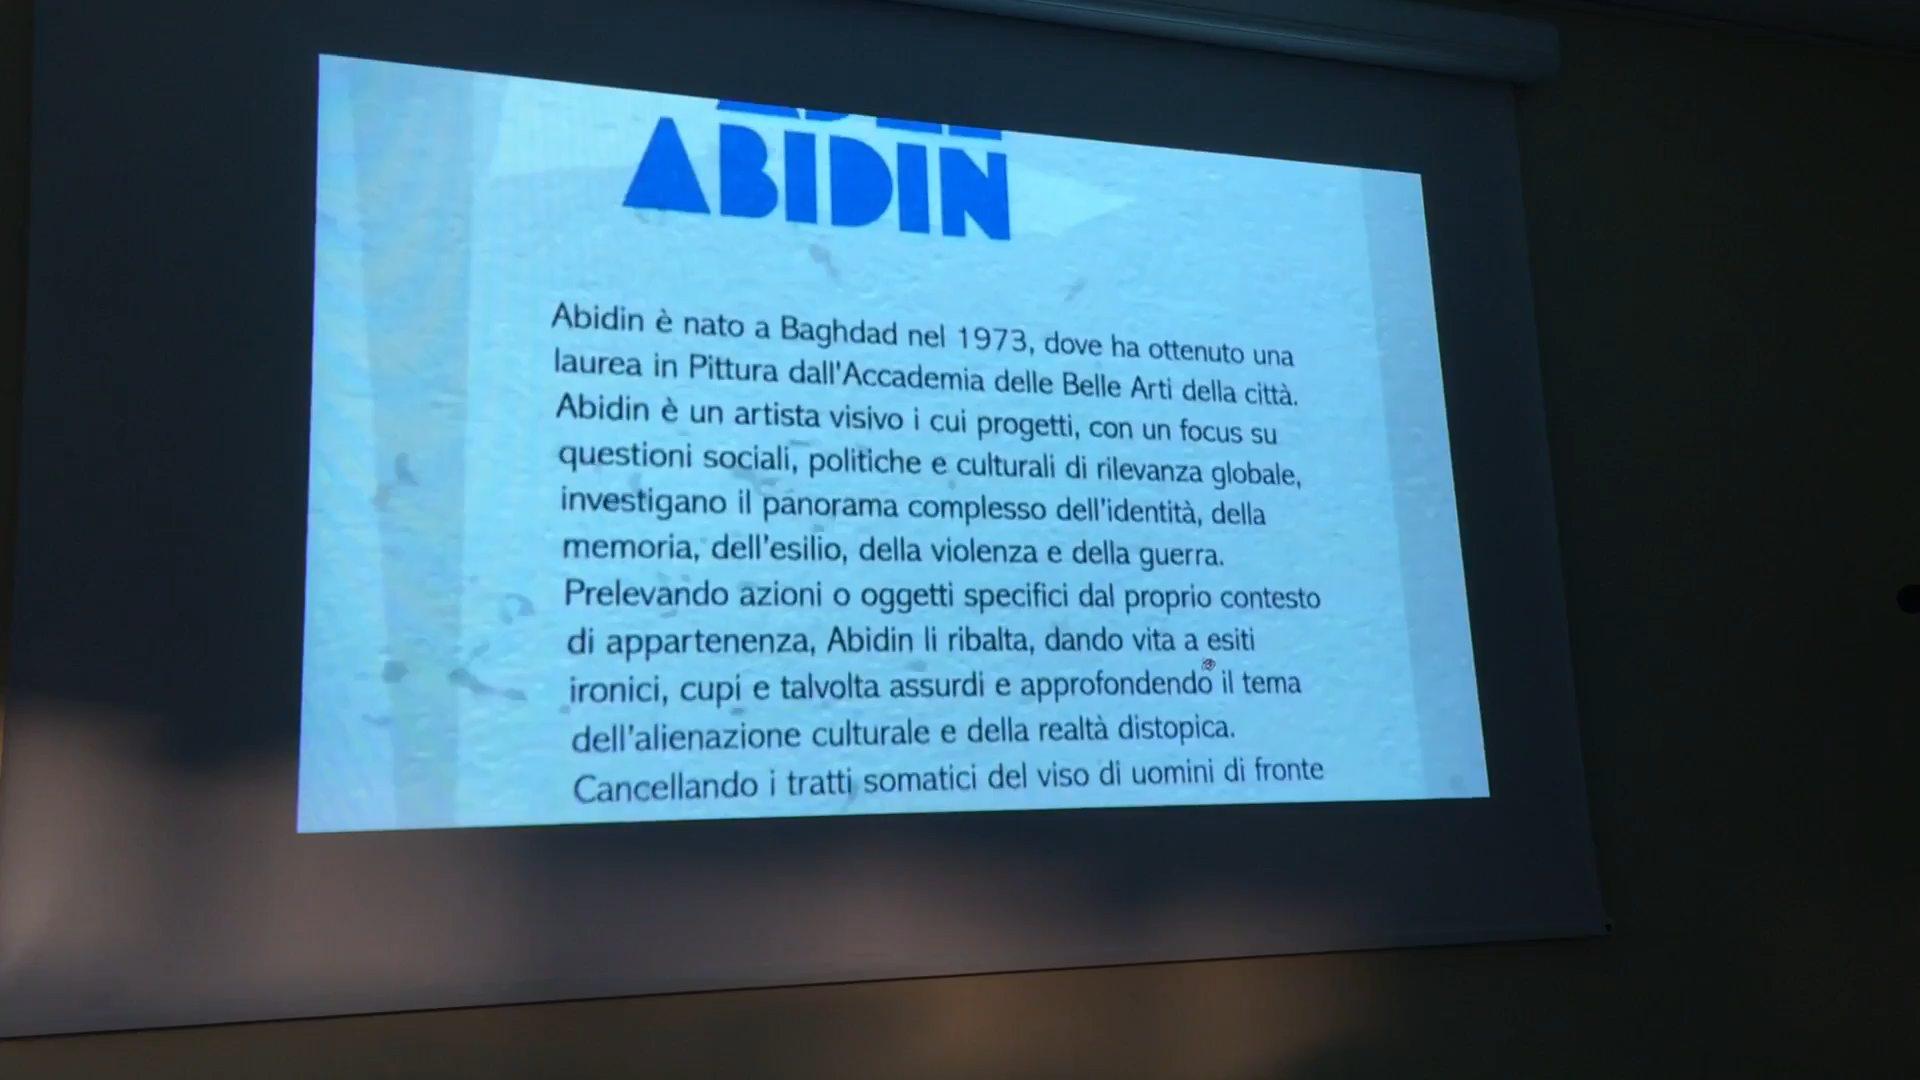 ABIDIN
Abidin è nato a Baghdad nel 1973, dove ha ottenuto una
laurea in Pittura dall'Accademia delle Belle Arti della città.
Abidin è un artista visivo i cui progetti, con un focus su
questioni sociali, politiche e culturali di rilevanza globale,
investigano il panorama complesso dell'identità, della
memoria, dell'esilio, della violenza e della guerra.
Prelevando azioni o oggetti specifici dal proprio contesto
di appartenenza, Abidin li ribalta, dando vita a esiti
ironici, cupi e talvolta assurdi e approfondendo il tema
dell'alienazione culturale e della realtà distopica.
Cancellando i tratti somatici del viso di uomini di fronte